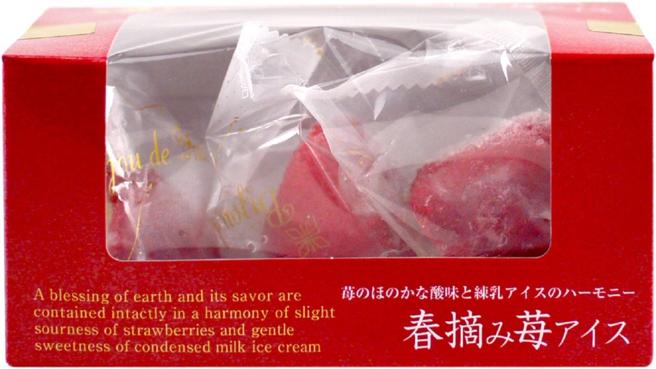 jou de
A blessing of earth and its savor are
contained intactly in a harmony of slight
sourness of strawberries and gentle
sweetness of condensed milk ice cream
苺のほのかな酸味と練乳アイスのハーモニー
春摘み苺アイス